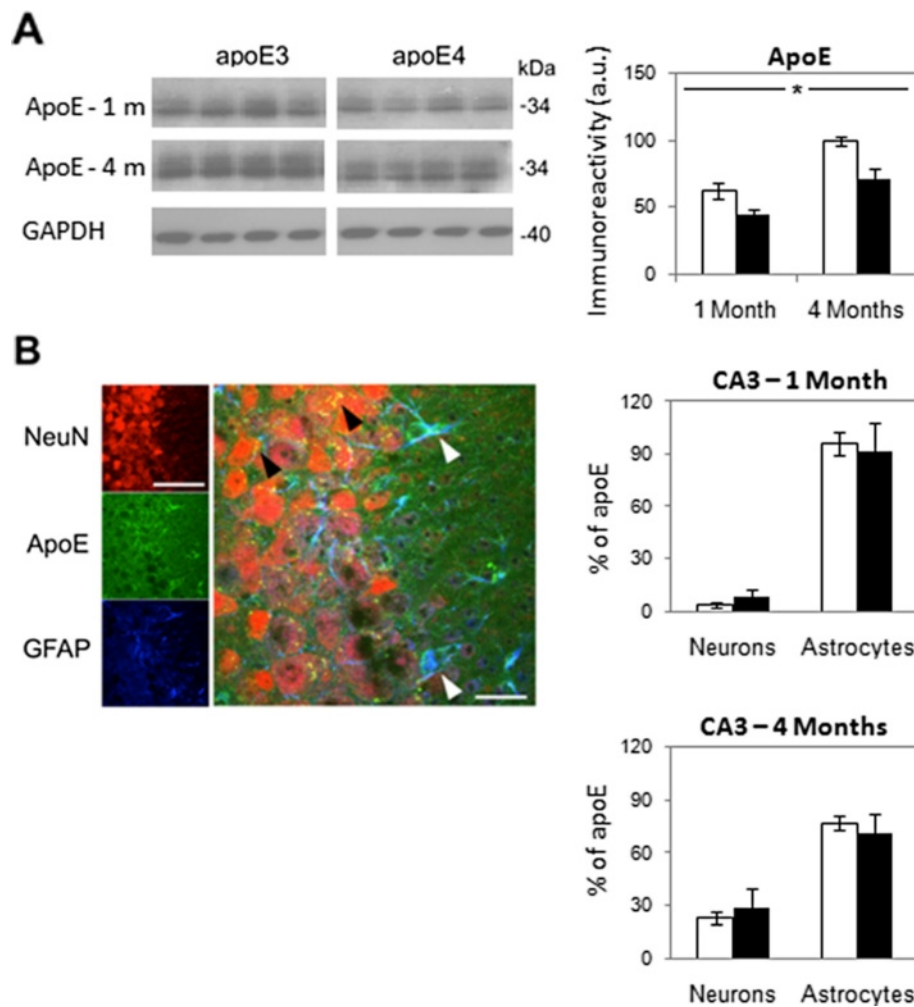 A
apoE3 apoE4 kDa
ApoE - 1 m -34
ApoE - 4 m -34
GAPDH -40
ApoE
Immunoreactivity (a.u.)
150
100
50
0
*
1 Month 4 Months
B
NeuN
ApoE
GFAP
CA3 – 1 Month
% of apoE
120
90
60
30
0
Neurons Astrocytes
CA3 – 4 Months
% of apoE
120
90
60
30
0
Neurons Astrocytes